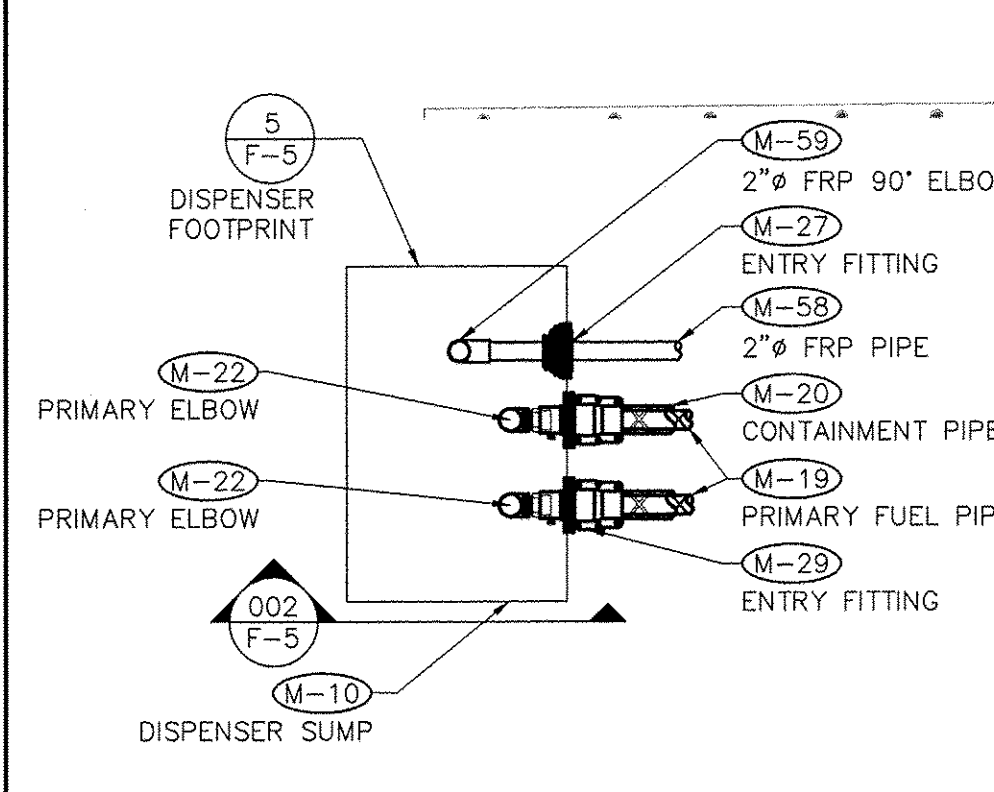 5
F-5
DISPENSER
FOOTPRINT
M-59
2"ø FRP 90° ELBO
M-27
ENTRY FITTING
M-58
2"ø FRP PIPE
M-22
PRIMARY ELBOW
M-20
CONTAINMENT PIPE
M-22
PRIMARY ELBOW
M-19
PRIMARY FUEL PIP
M-29
ENTRY FITTING
002
F-5
M-10
DISPENSER SUMP